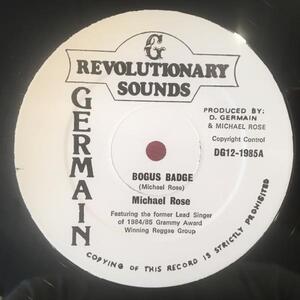 G
REVOLUTIONARY
SOUNDS
GERMAIN
PRODUCED BY:
D. GERMAIN
& MICHAEL ROSE
Copyright Control
DG12-1985A
BOGUS BADGE
(Michael Rose)
Michael Rose
Featuring the former Lead Singer
of 1984/85 Grammy Award
Winning Reggae Group
COPYING OF THIS RECORD IS STRICTLY PROHIBITED